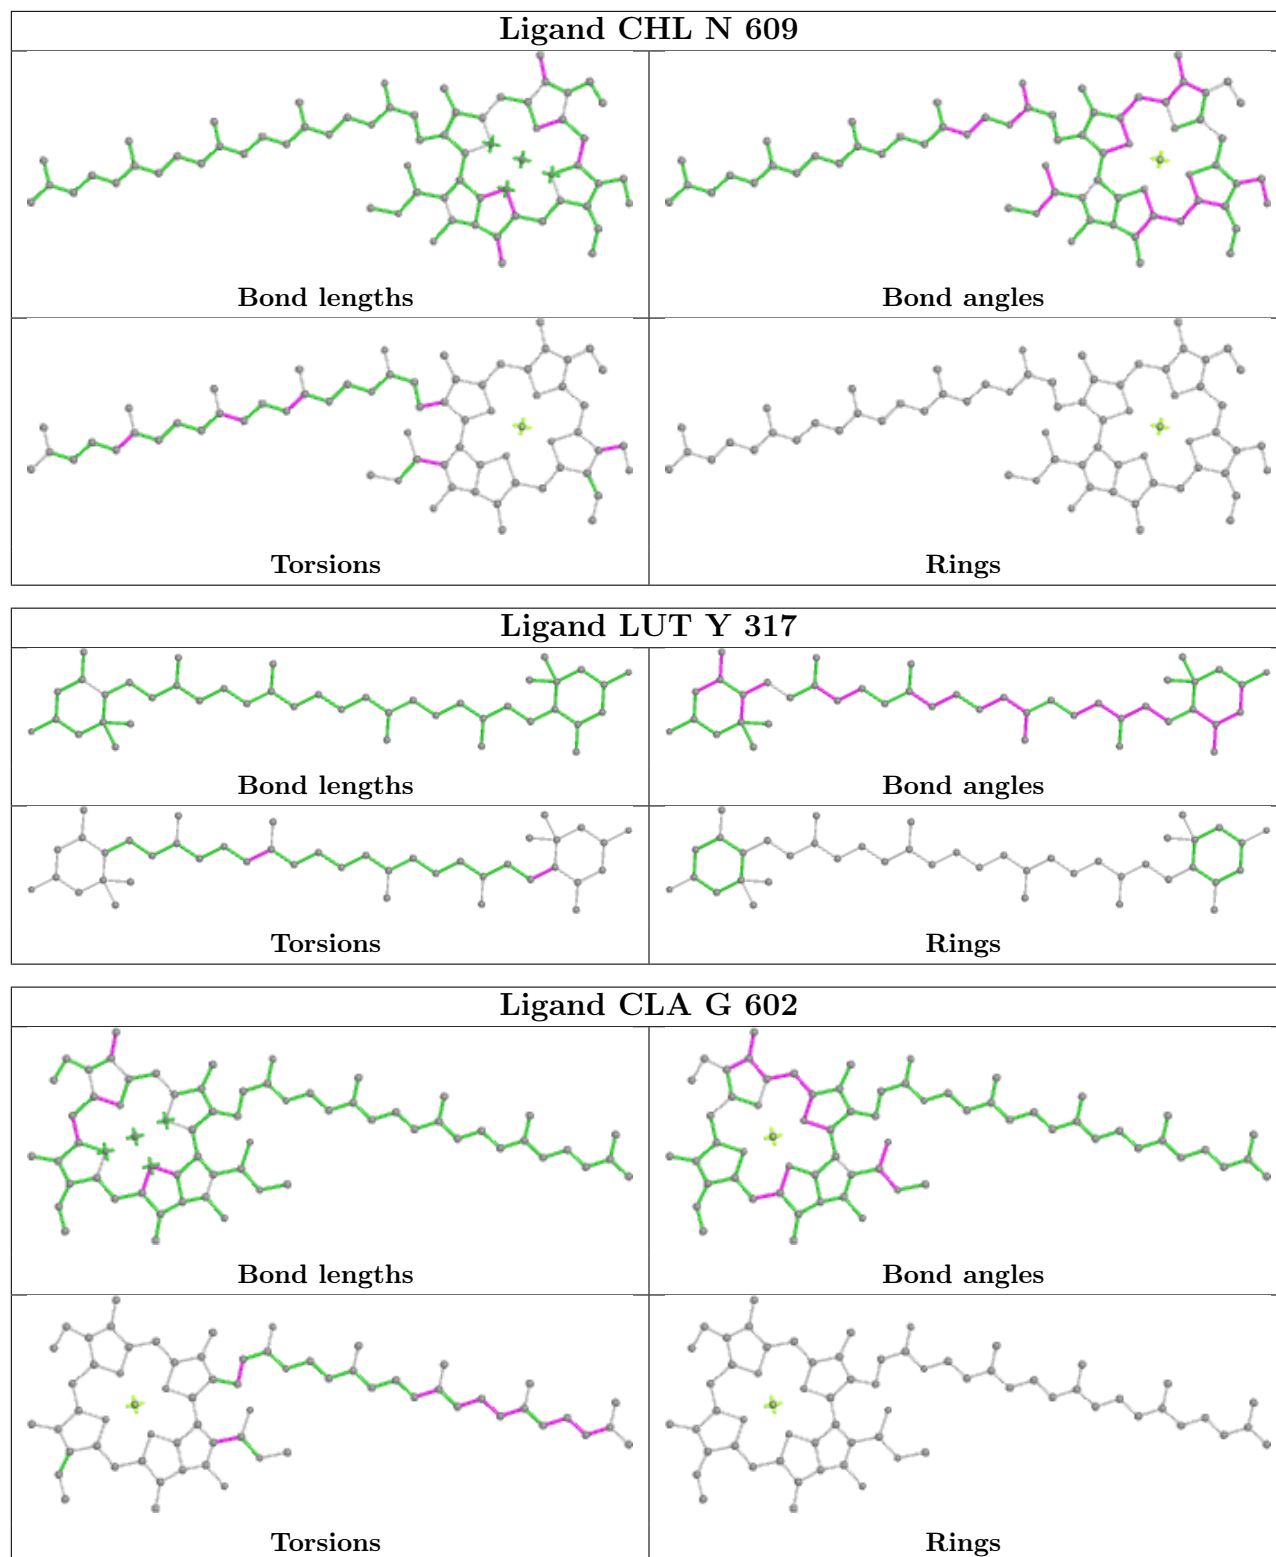 Ligand CHL N 609
Bond lengths
Bond angles
Torsions
Rings
Ligand LUT Y 317
Bond lengths
Bond angles
Torsions
Rings
Ligand CLA G 602
Bond lengths
Bond angles
Torsions
Rings